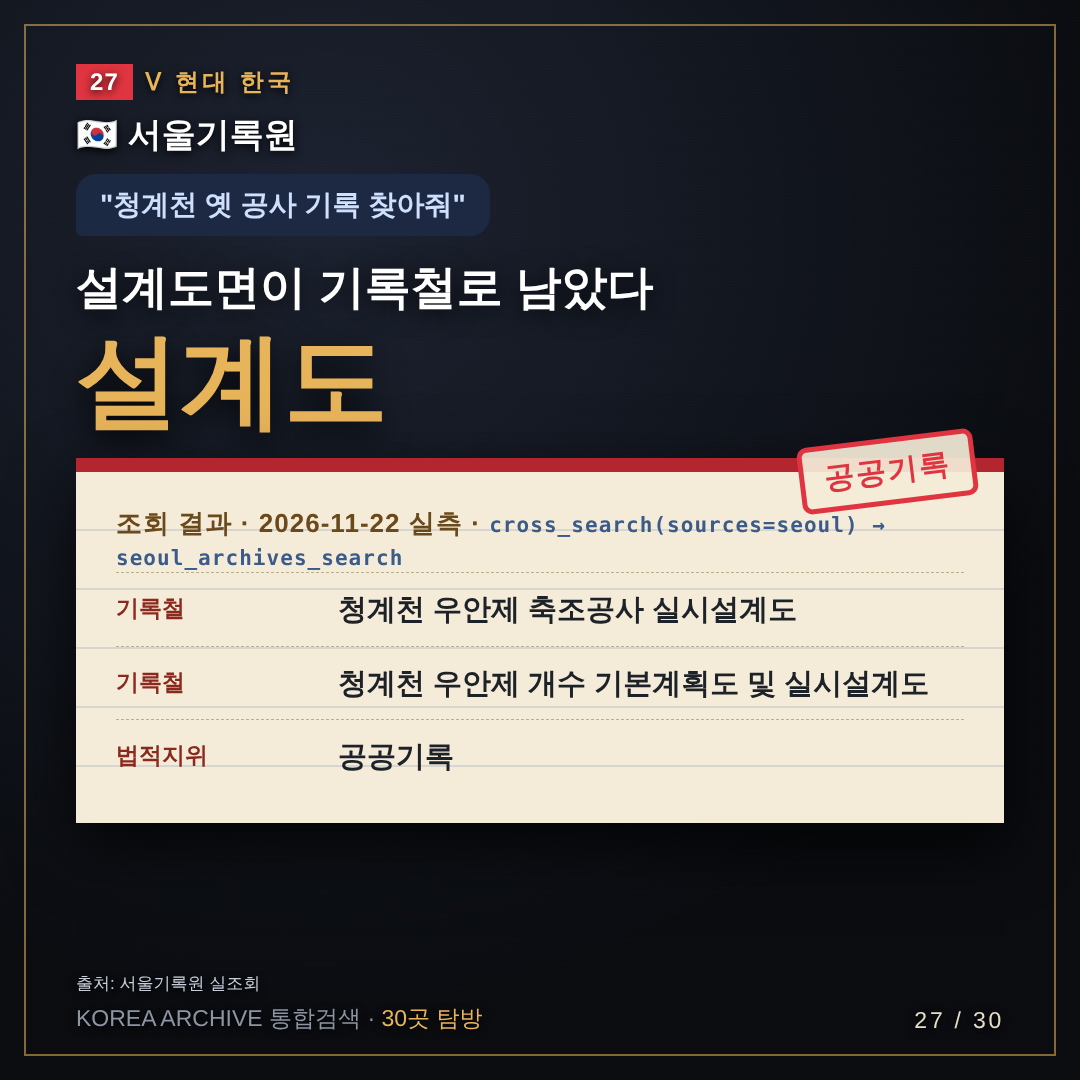 27 V 현대 한국
서울기록원
"청계천 옛 공사 기록 찾아줘"
설계도면이 기록철로 남았다
설계도
공공기록
조회 결과 · 2026-11-22 실측 · cross_search(sources=seoul) →
seoul_archives_search
기록철 청계천 우안제 축조공사 실시설계도
기록철 청계천 우안제 개수 기본계획도 및 실시설계도
법적지위 공공기록
출처: 서울기록원 실조회
KOREA ARCHIVE 통합검색 · 30곳 탐방
27 / 30